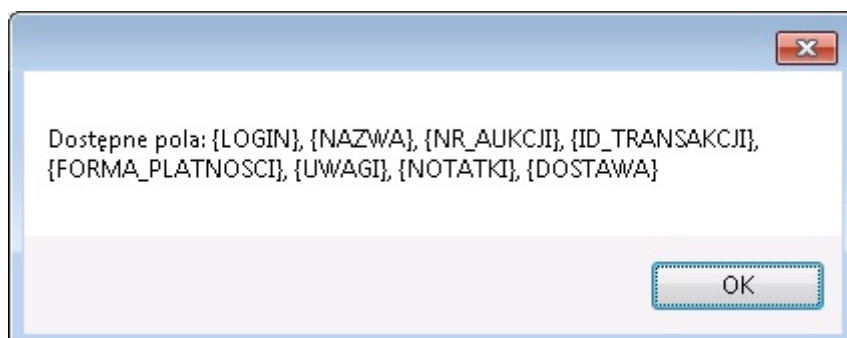 Dostępne pola: {LOGIN}, {NAZWA}, {NR_AUKCJI}, {ID_TRANSAKCJI},
{FORMA_PLATNOSCI}, {UWAGI}, {NOTATKI}, {DOSTAWA}
OK